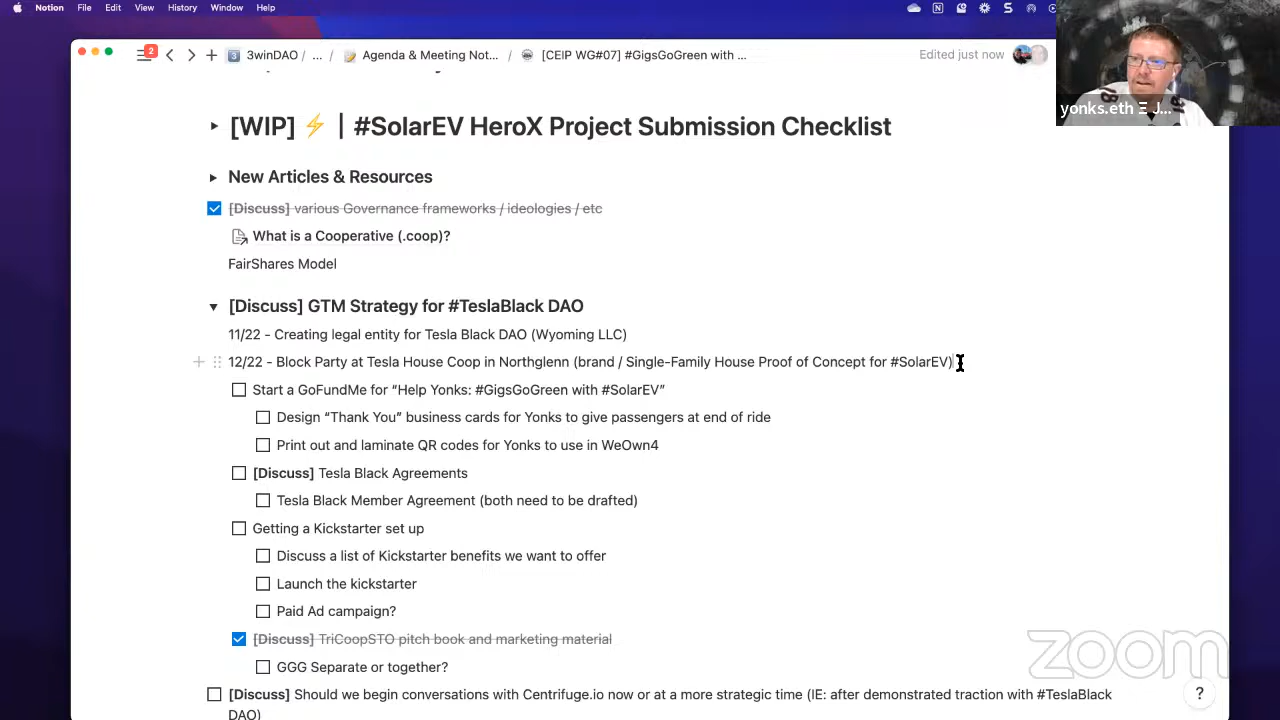 Notion File Edit View History Window Help
2
3 3winDAO / ... / Agenda & Meeting Not... / [CEIP WG#07] #GigsGoGreen with ... Edited just now
yonks.eth Ξ J...
[WIP] ⚡ | #SolarEV HeroX Project Submission Checklist
New Articles & Resources
[Discuss] various Governance frameworks / ideologies / etc
What is a Cooperative (.coop)?
FairShares Model
[Discuss] GTM Strategy for #TeslaBlack DAO
11/22 - Creating legal entity for Tesla Black DAO (Wyoming LLC)
12/22 - Block Party at Tesla House Coop in Northglenn (brand / Single-Family House Proof of Concept for #SolarEV)
Start a GoFundMe for “Help Yonks: #GigsGoGreen with #SolarEV”
Design “Thank You” business cards for Yonks to give passengers at end of ride
Print out and laminate QR codes for Yonks to use in WeOwn4
[Discuss] Tesla Black Agreements
Tesla Black Member Agreement (both need to be drafted)
Getting a Kickstarter set up
Discuss a list of Kickstarter benefits we want to offer
Launch the kickstarter
Paid Ad campaign?
[Discuss] TriCoopSTO pitch book and marketing material
GGG Separate or together?
[Discuss] Should we begin conversations with Centrifuge.io now or at a more strategic time (IE: after demonstrated traction with #TeslaBlack
DAO)
zoom
?